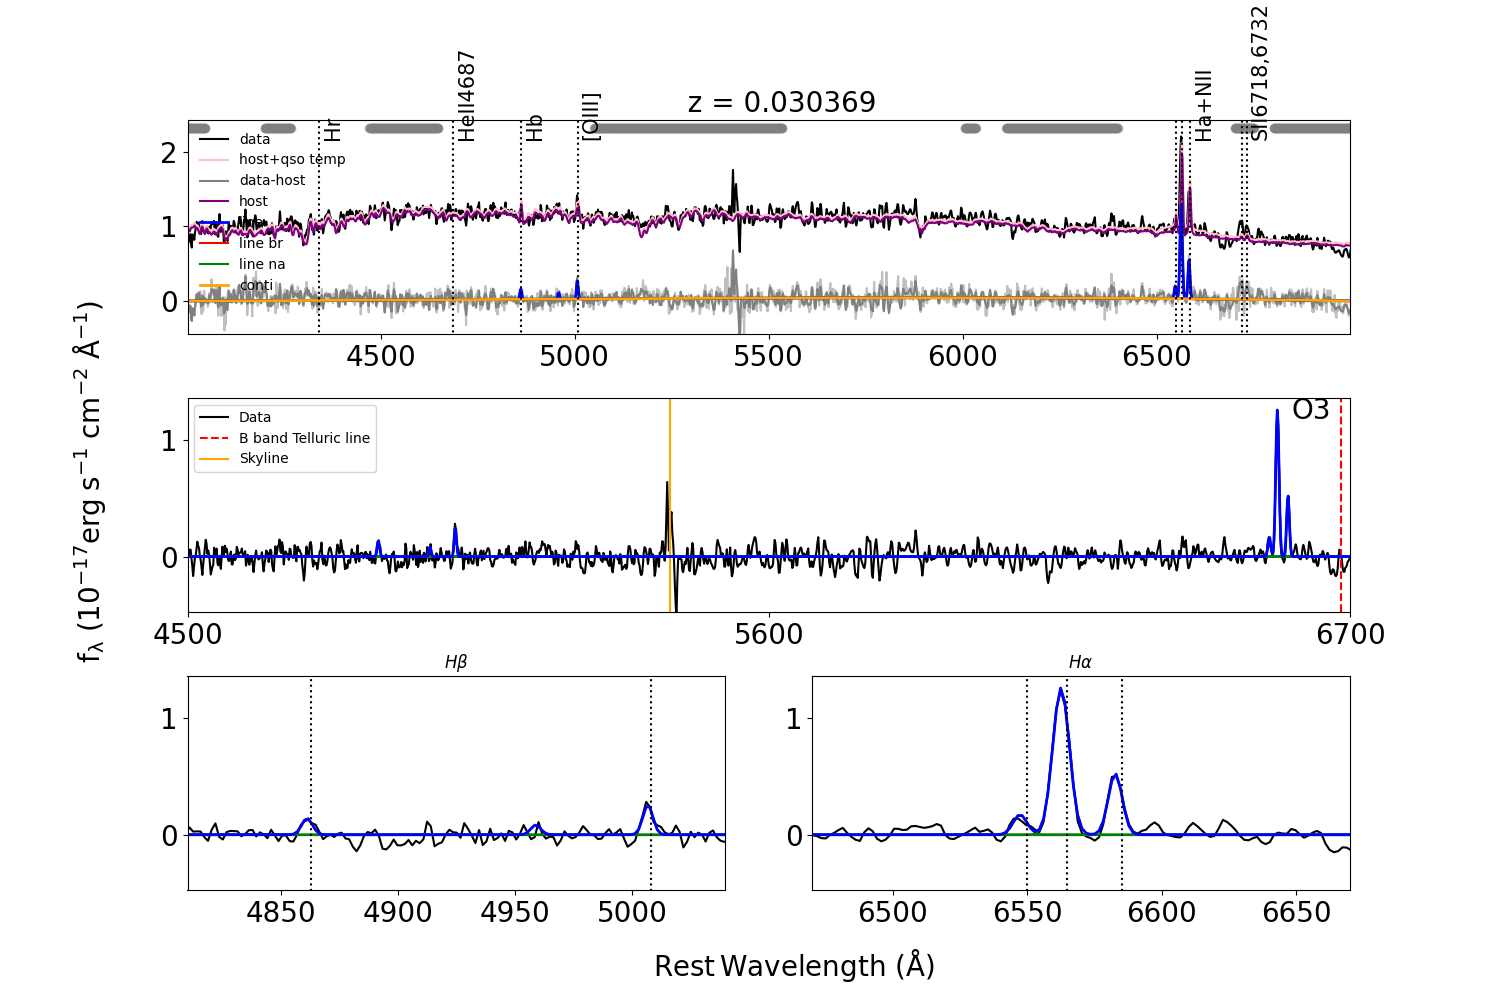 z = 0.030369
Hr
HeII4687
Hb
[OIII]
Ha+NII
SII6718,6732
data
host+qso temp
data-host
host
line br
line na
conti
2
1
0
4500 5000 5500 6000 6500
fλ (10⁻¹⁷erg s⁻¹ cm⁻² Å⁻¹)
Data
B band Telluric line
Skyline
O3
1
0
4500 5600 6700
Hβ
1
0
4850 4900 4950 5000
Hα
1
0
6500 6550 6600 6650
Rest Wavelength (Å)